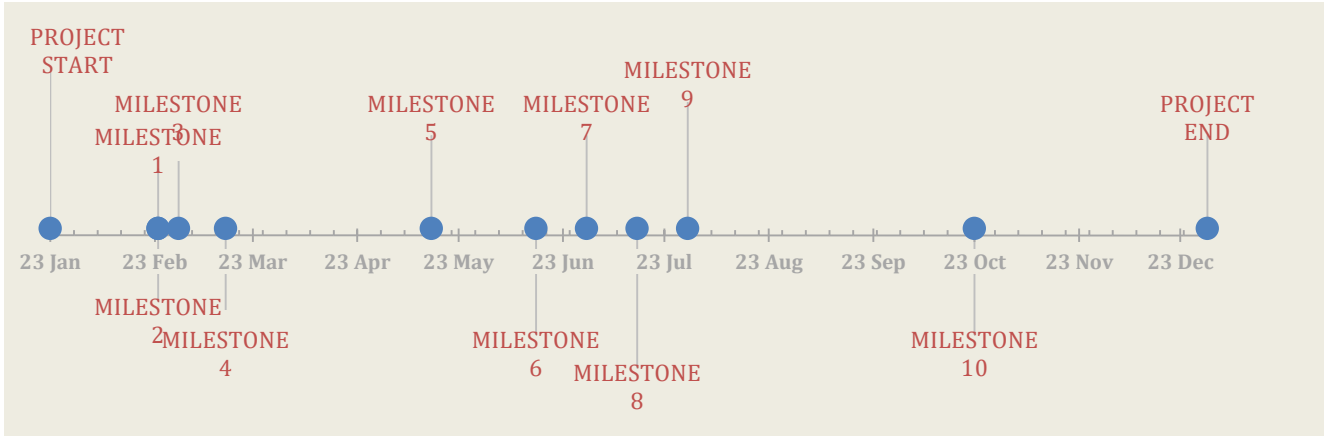 PROJECT
START
MILESTONE
9
MILESTONE
3
MILESTONE
5
MILESTONE
7
PROJECT
END
MILESTONE
1
23 Jan
23 Feb
23 Mar
23 Apr
23 May
23 Jun
23 Jul
23 Aug
23 Sep
23 Oct
23 Nov
23 Dec
MILESTONE
2
MILESTONE
4
MILESTONE
6
MILESTONE
8
MILESTONE
10